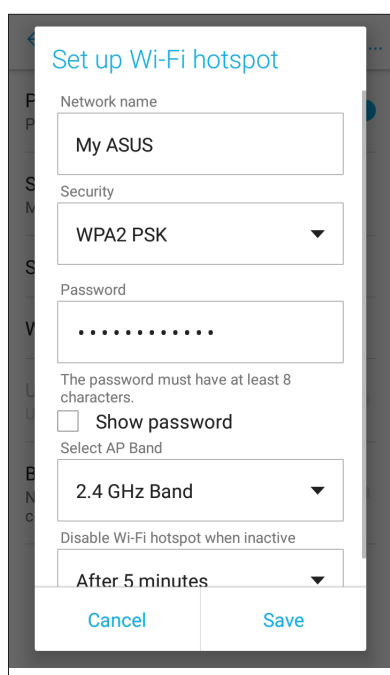 Set up Wi-Fi hotspot
...
Network name
My ASUS
Security
WPA2 PSK
Password
••••••••••••
The password must have at least 8
characters.
Show password
Select AP Band
2.4 GHz Band
Disable Wi-Fi hotspot when inactive
After 5 minutes
Cancel Save